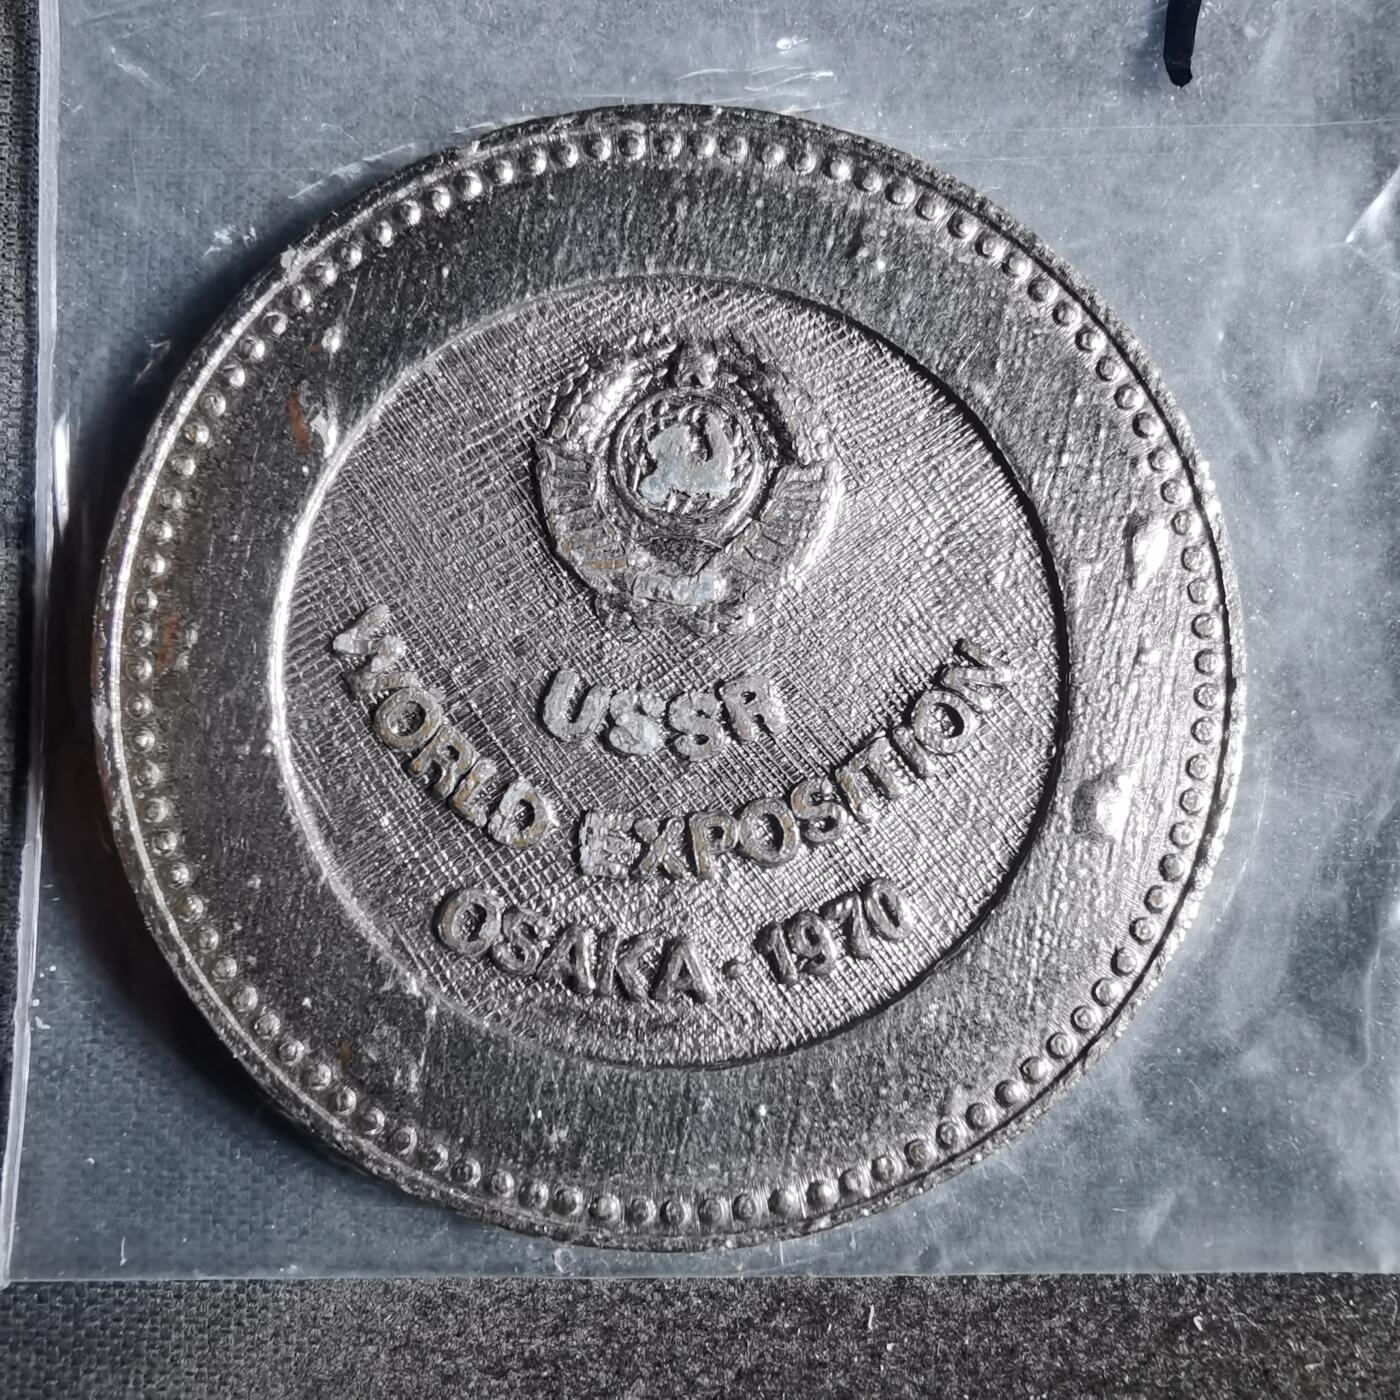 USSR
WORLD EXPOSITION
OSAKA · 1970